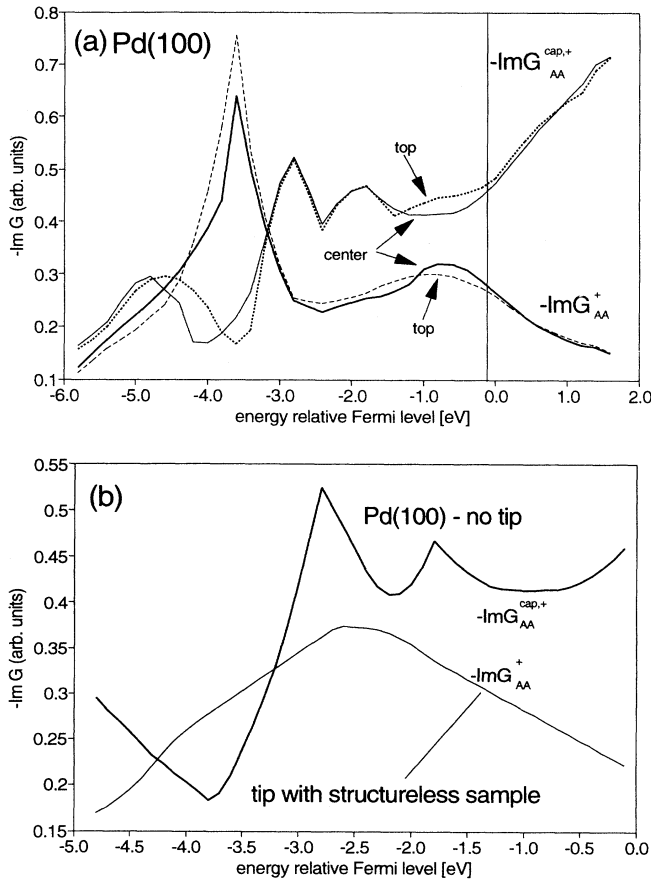 (a) Pd(100)
-ImG cap,+ AA
top
center
-ImG + AA
top
-Im G (arb. units)
0.8
0.7
0.6
0.5
0.4
0.3
0.2
0.1
-6.0 -5.0 -4.0 -3.0 -2.0 -1.0 0.0 1.0 2.0
energy relative Fermi level [eV]
(b)
Pd(100) - no tip
-ImG cap,+ AA
-ImG + AA
tip with structureless sample
-Im G (arb. units)
0.55
0.5
0.45
0.4
0.35
0.3
0.25
0.2
0.15
-5.0 -4.5 -4.0 -3.5 -3.0 -2.5 -2.0 -1.5 -1.0 -0.5 0.0
energy relative Fermi level [eV]